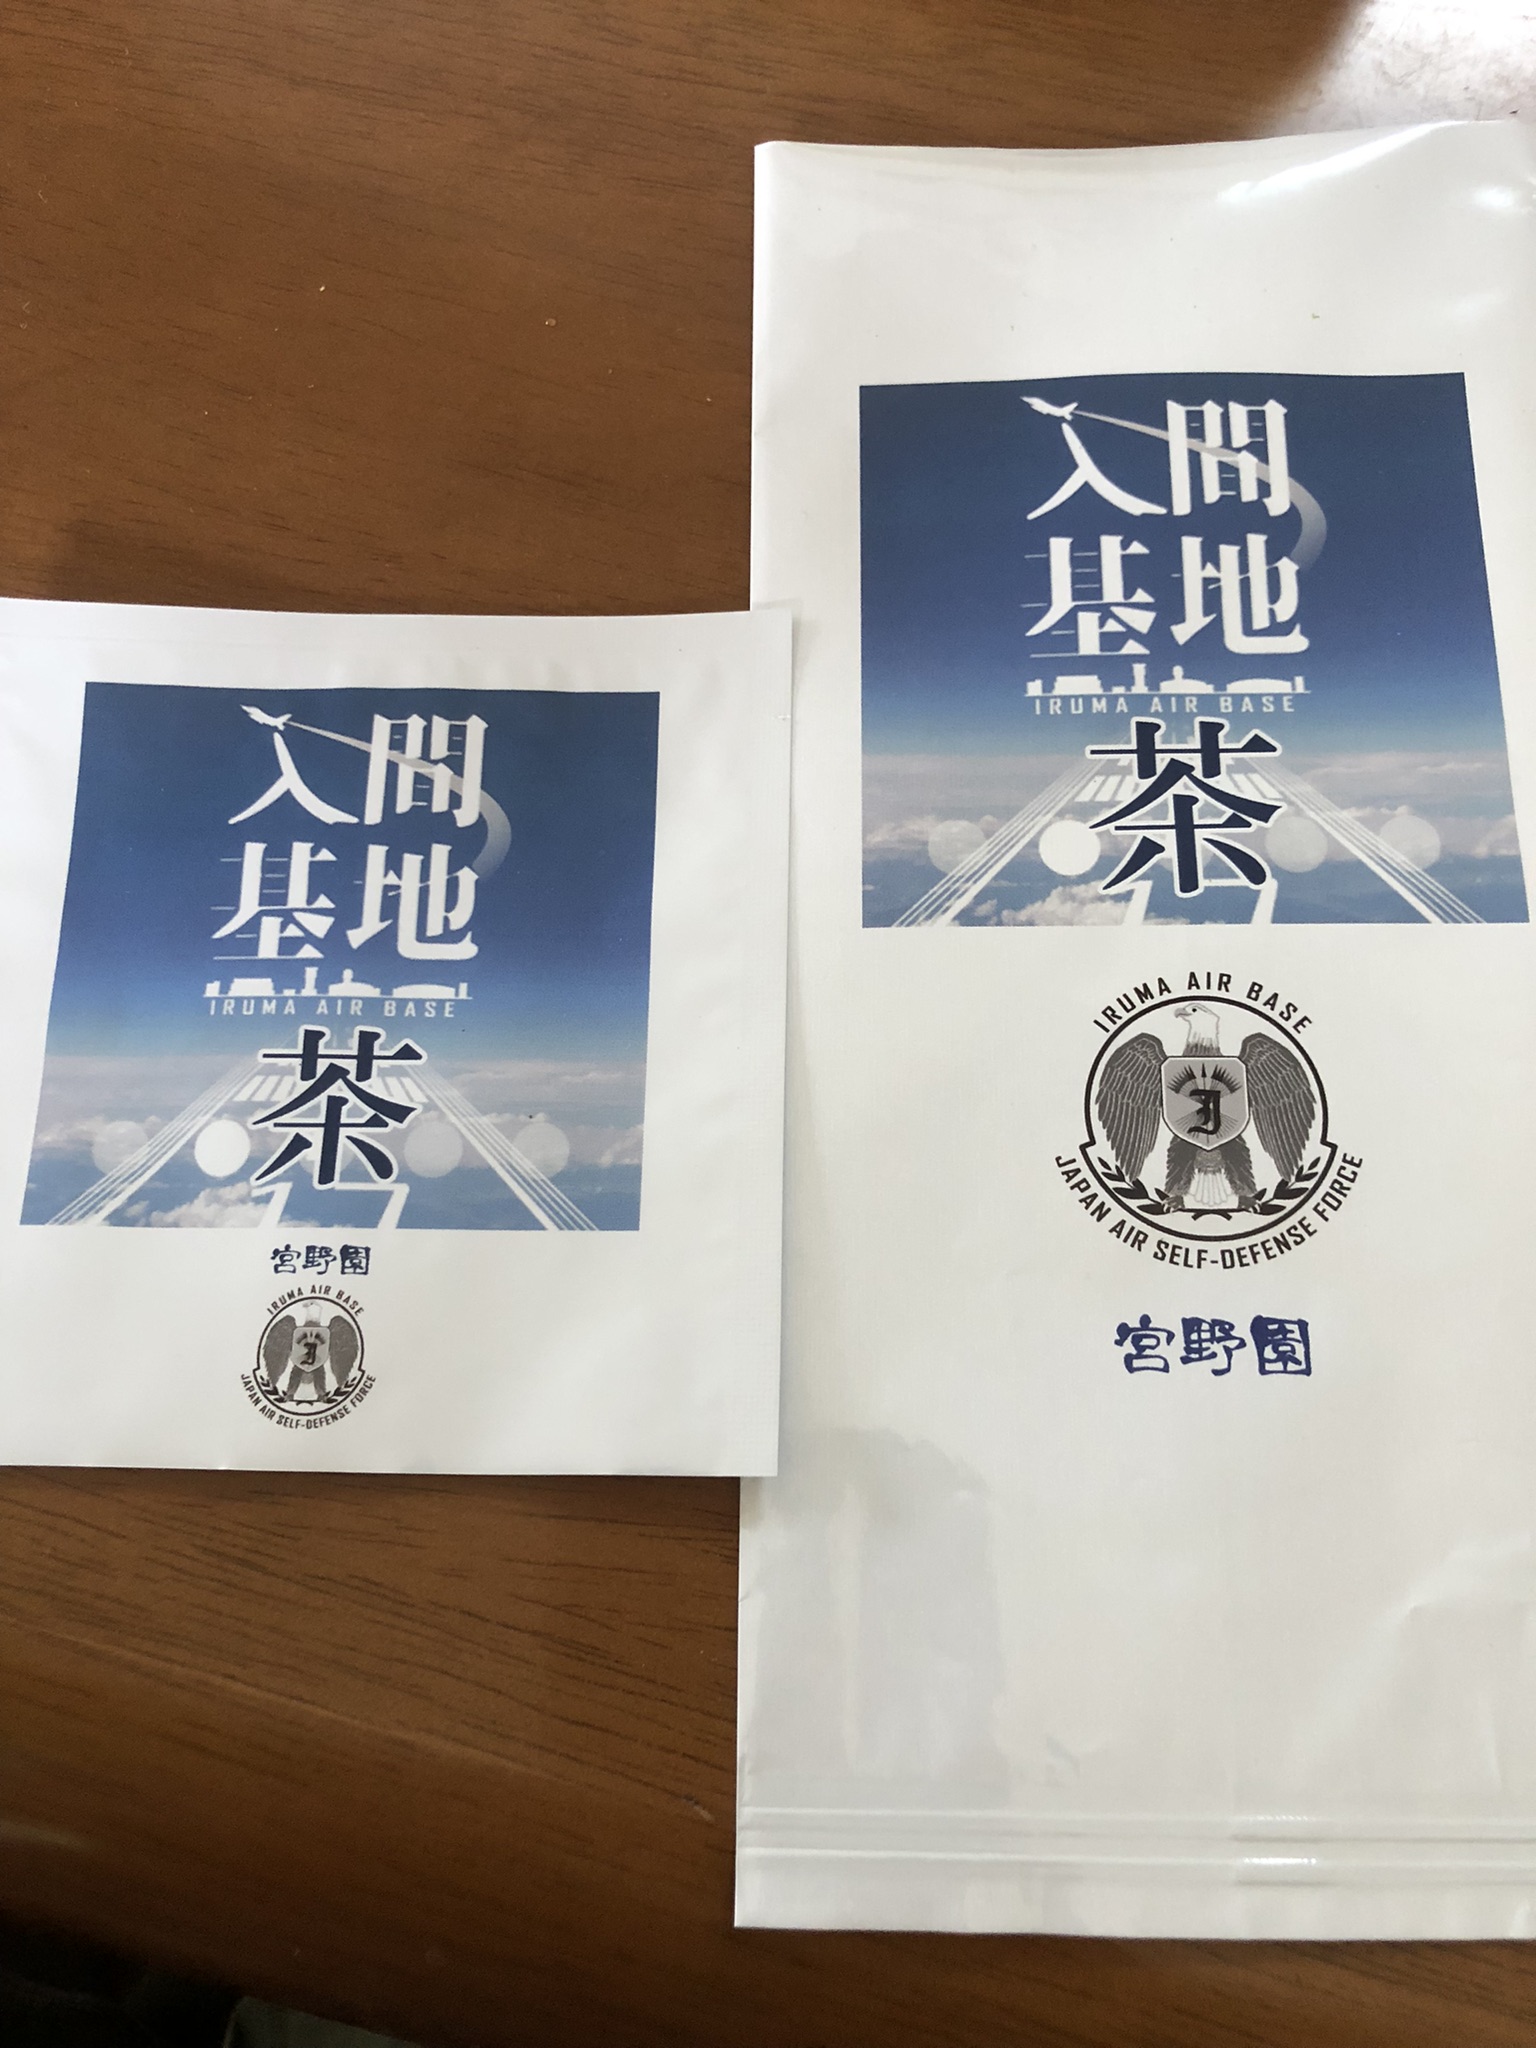 入間
基地
IRUMA AIR BASE
茶
宮野園
IRUMA AIR BASE
J
JAPAN AIR SELF-DEFENSE FORCE
入間
基地
IRUMA AIR BASE
茶
IRUMA AIR BASE
J
JAPAN AIR SELF-DEFENSE FORCE
宮野園